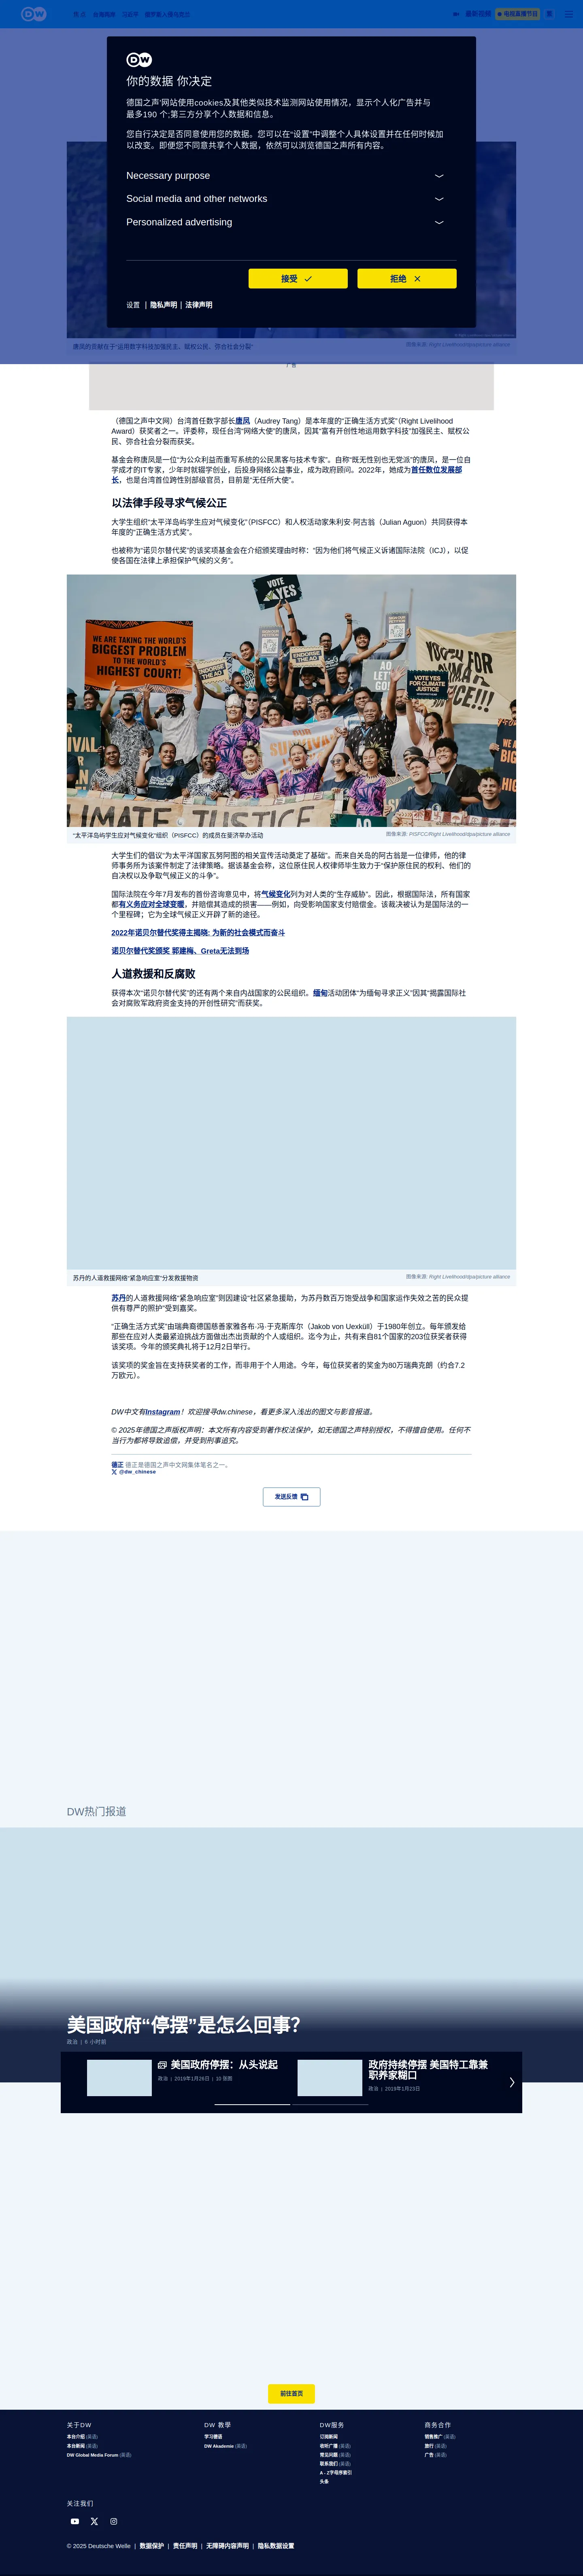 DW
你的数据 你决定
德国之声'网站使用cookies及其他类似技术监测网站使用情况，显示个人化广告并与
最多190 个;第三方分享个人数据和信息。
您自行决定是否同意使用您的数据。您可以在"设置"中调整个人具体设置并在任何时候加
以改变。即便您不同意共享个人数据，依然可以浏览德国之声所有内容。
Necessary purpose
Social media and other networks
Personalized advertising
接受
拒绝
设置 | 隐私声明 | 法律声明
唐凤的贡献在于"运用数字科技加强民主、赋权公民、弥合社会分裂"
图像来源: Right Livelihood/dpa/picture alliance
广告
（德国之声中文网）台湾首任数字部长唐凤（Audrey Tang）是本年度的"正确生活方式奖"（Right Livelihood
Award）获奖者之一。评委称，现任台湾"网络大使"的唐凤，因其"富有开创性地运用数字科技"加强民主、赋权公
民、弥合社会分裂而获奖。
基金会称唐凤是一位"为公众利益而重写系统的公民黑客与技术专家"。自称"既无性别也无党派"的唐凤，是一位自
学成才的IT专家，少年时就辍学创业，后投身网络公益事业，成为政府顾问。2022年，她成为首任数位发展部
长，也是台湾首位跨性别部级官员，目前是"无任所大使"。
以法律手段寻求气候公正
大学生组织"太平洋岛屿学生应对气候变化"（PISFCC）和人权活动家朱利安·阿古翁（Julian Aguon）共同获得本
年度的"正确生活方式奖"。
也被称为"诺贝尔替代奖"的该奖项基金会在介绍颁奖理由时称："因为他们将气候正义诉诸国际法院（ICJ），以促
使各国在法律上承担保护气候的义务"。
VOTE YES
WE ARE TAKING THE WORLD'S
BIGGEST PROBLEM
TO THE WORLD'S
HIGHEST COURT!
ENDORSE THE AO
YOUTH FOR
CLIMATE
VOTE YES
FOR CLIMATE
JUSTICE
CLIMATE JUSTICE
"太平洋岛屿学生应对气候变化"组织（PISFCC）的成员在斐济举办活动
图像来源: PISFCC/Right Livelihood/dpa/picture alliance
大学生们的倡议"为太平洋国家瓦努阿图的相关宣传活动奠定了基础"。而来自关岛的阿古翁是一位律师，他的律
师事务所为该案件制定了法律策略。据该基金会称，这位原住民人权律师毕生致力于"保护原住民的权利、他们的
自决权以及争取气候正义的斗争"。
国际法院在今年7月发布的首份咨询意见中，将气候变化列为对人类的"生存威胁"。因此，根据国际法，所有国家
都有义务应对全球变暖，并赔偿其造成的损害——例如，向受影响国家支付赔偿金。该裁决被认为是国际法的一
个里程碑；它为全球气候正义开辟了新的途径。
2022年诺贝尔替代奖得主揭晓: 为新的社会模式而奋斗
诺贝尔替代奖颁奖 郭建梅、Greta无法到场
人道救援和反腐败
获得本次"诺贝尔替代奖"的还有两个来自内战国家的公民组织。缅甸活动团体"为缅甸寻求正义"因其"揭露国际社
会对腐败军政府资金支持的开创性研究"而获奖。
苏丹的人道救援网络"紧急响应室"分发救援物资
图像来源: Right Livelihood/dpa/picture alliance
苏丹的人道救援网络"紧急响应室"则因建设"社区紧急援助，为苏丹数百万饱受战争和国家运作失效之苦的民众提
供有尊严的照护"受到嘉奖。
"正确生活方式奖"由瑞典裔德国慈善家雅各布·冯·于克斯库尔（Jakob von Uexküll）于1980年创立。每年颁发给
那些在应对人类最紧迫挑战方面做出杰出贡献的个人或组织。迄今为止，共有来自81个国家的203位获奖者获得
该奖项。今年的颁奖典礼将于12月2日举行。
该奖项的奖金旨在支持获奖者的工作，而非用于个人用途。今年，每位获奖者的奖金为80万瑞典克朗（约合7.2
万欧元）。
DW中文有Instagram！欢迎搜寻dw.chinese，看更多深入浅出的图文与影音报道。
© 2025年德国之声版权声明：本文所有内容受到著作权法保护，如无德国之声特别授权，不得擅自使用。任何不
当行为都将导致追偿，并受到刑事追究。
德正 德正是德国之声中文网集体笔名之一。
@dw_chinese
发送反馈
DW热门报道
美国政府"停摆"是怎么回事?
政治 | 6 小时前
美国政府停摆：从头说起
政治 | 2019年1月26日 | 10 张图
政府持续停摆 美国特工靠兼
职养家糊口
政治 | 2019年1月23日
前往首页
关于DW
本台介绍 (英语)
本台新闻 (英语)
DW Global Media Forum (英语)
DW 教學
学习德语
DW Akademie (英语)
DW服务
订阅新闻
收听广播 (英语)
常见问题 (英语)
联系我们 (英语)
A - Z字母序索引
头条
商务合作
销售推广 (英语)
旅行 (英语)
广告 (英语)
关注我们
© 2025 Deutsche Welle | 数据保护 | 责任声明 | 无障碍内容声明 | 隐私数据设置